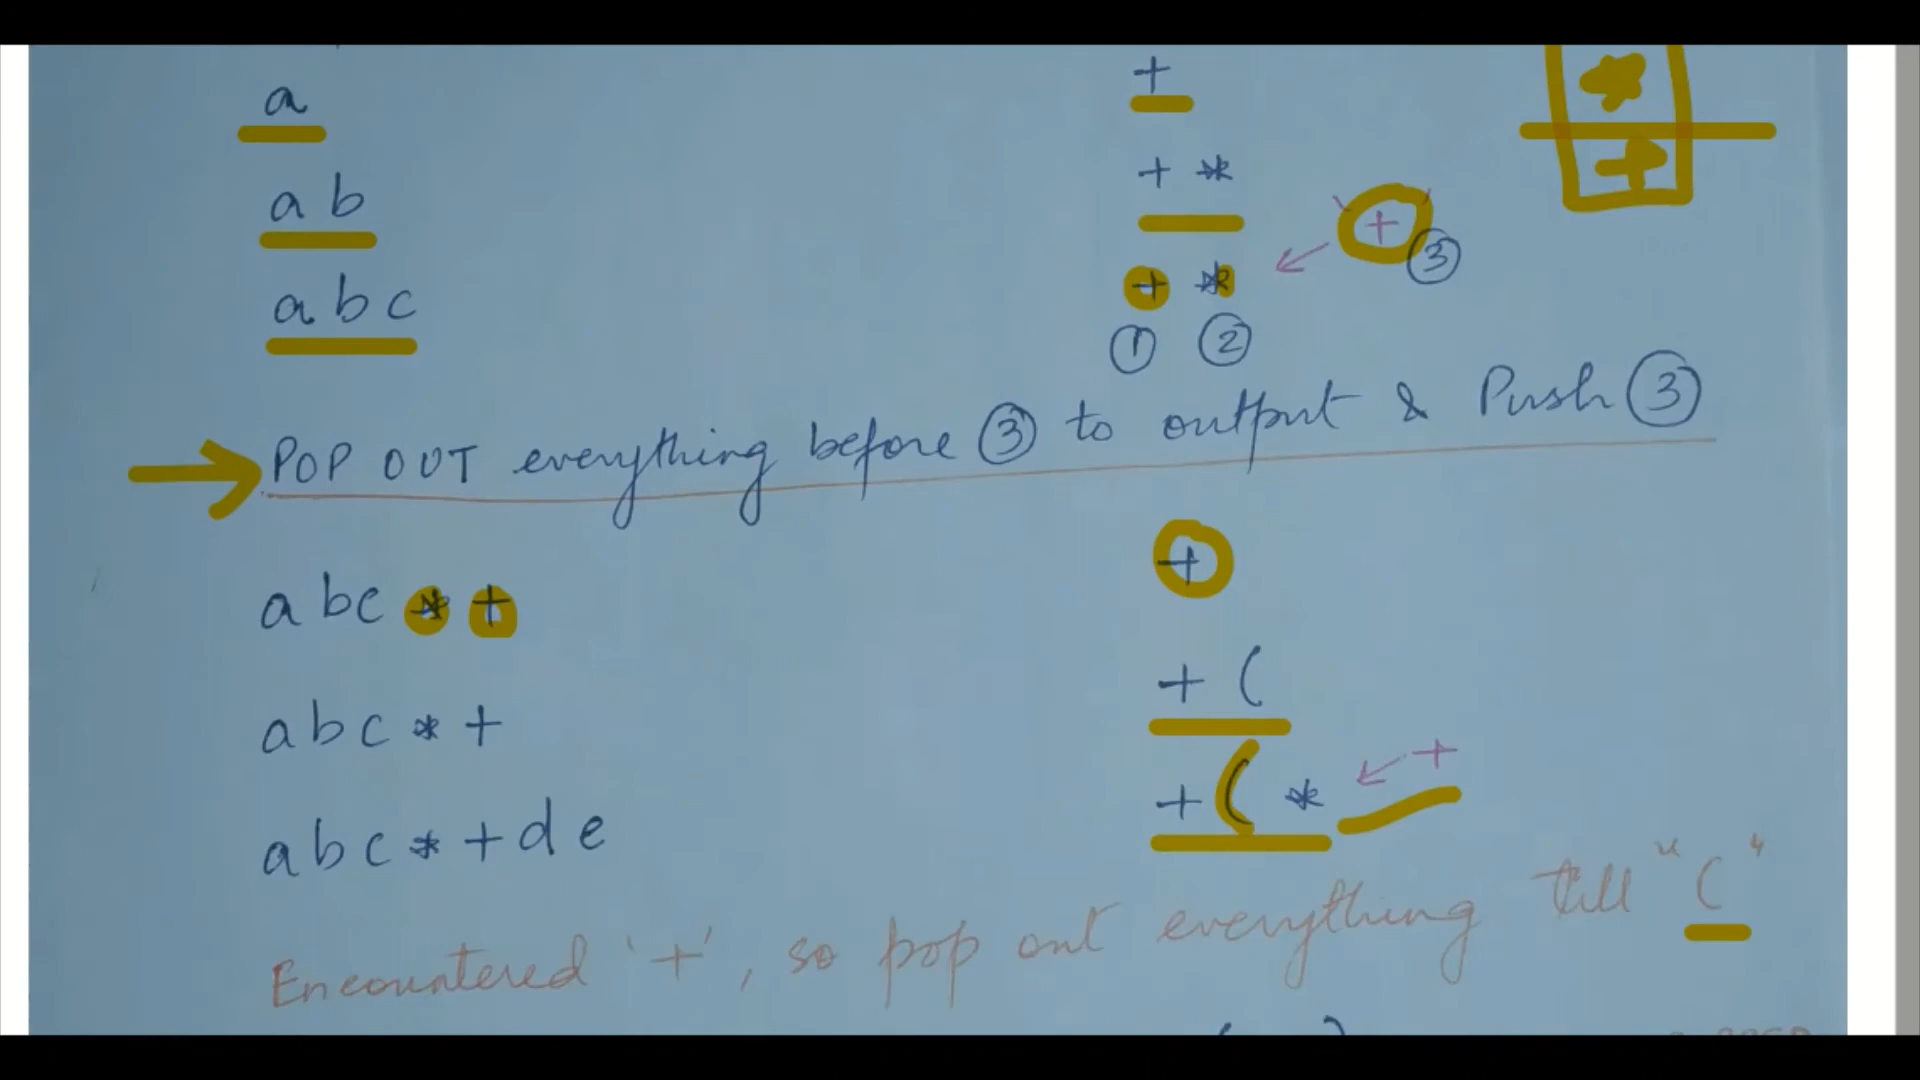 a +
a b + *
+ 3
a b c + *
1 2
POP OUT everything before 3 to output & Push 3
a b c * + +
a b c * + + (
a b c * + d e + ( * +
Encountered '+', so pop out everything till "("